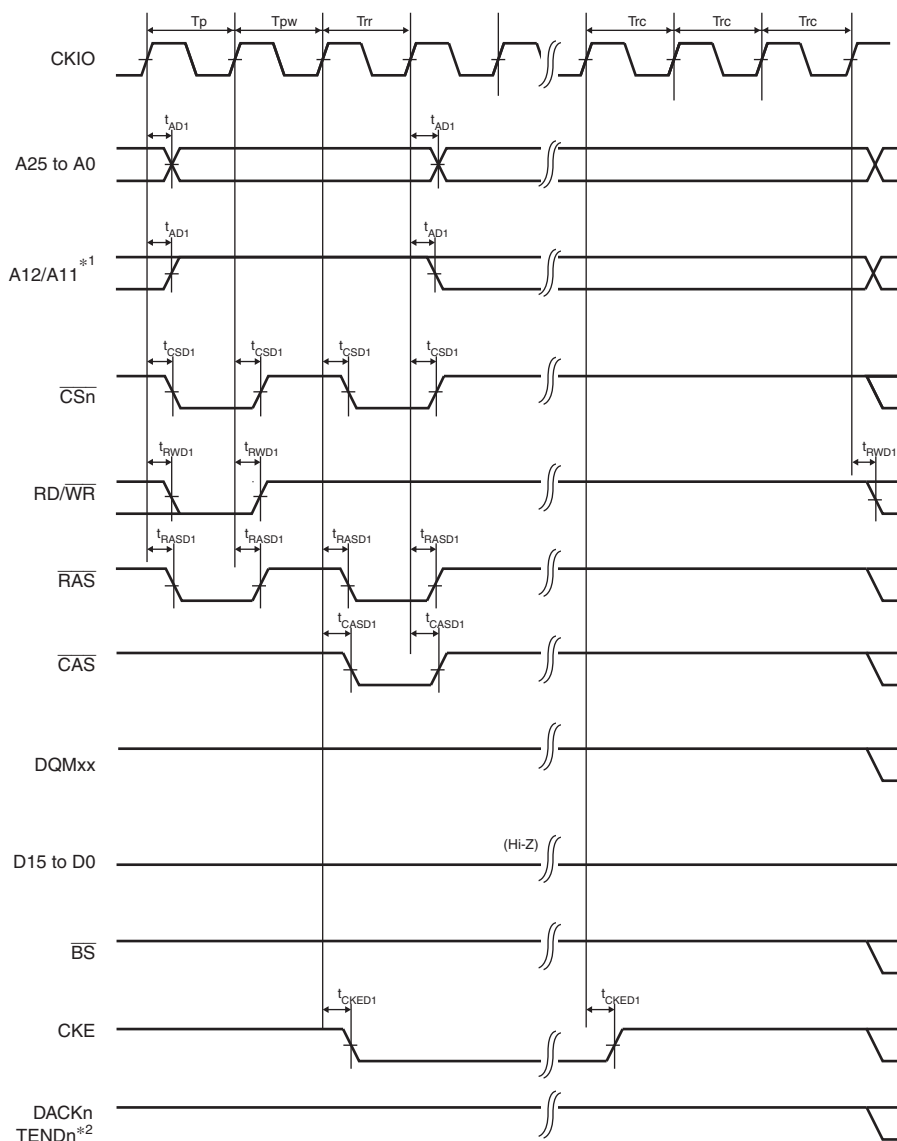 Tp Tpw Trr Trc Trc Trc
CKIO
tAD1 tAD1
A25 to A0
tAD1 tAD1
A12/A11*1
tCSD1 tCSD1 tCSD1 tCSD1
CSn
tRWD1 tRWD1 tRWD1
RD/WR
tRASD1 tRASD1 tRASD1 tRASD1
RAS
tCASD1 tCASD1
CAS
DQMxx
(Hi-Z)
D15 to D0
BS
tCKED1 tCKED1
CKE
DACKn
TENDn*2